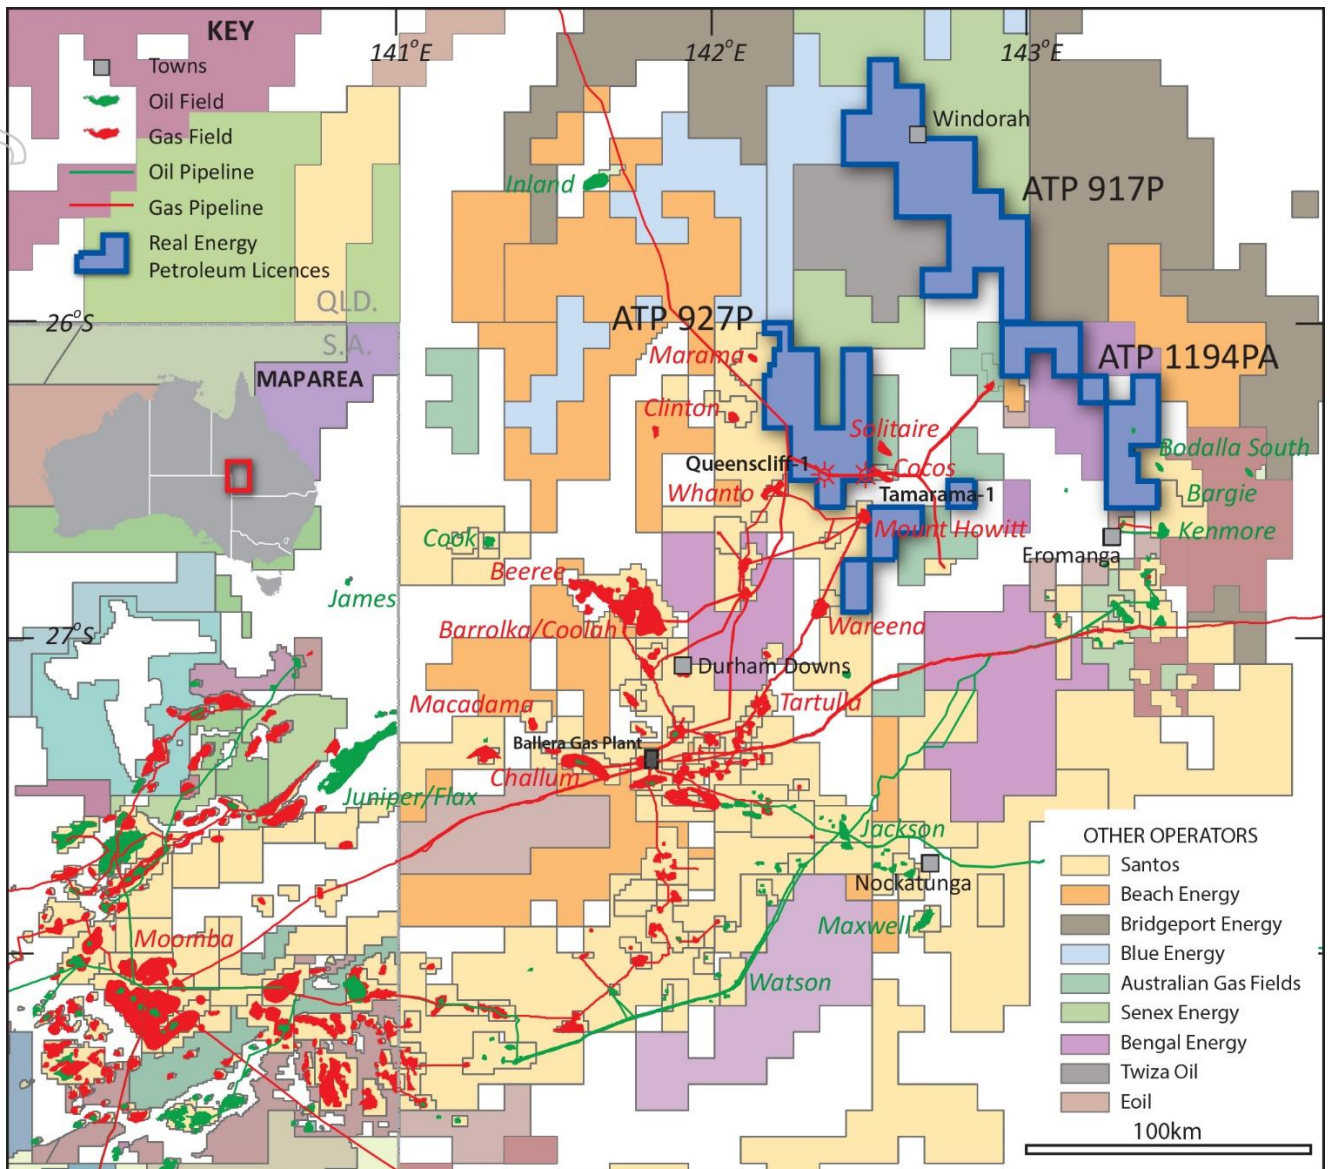 KEY
Towns
Oil Field
Gas Field
Oil Pipeline
Gas Pipeline
Real Energy
Petroleum Licences
141°E
142°E
143°E
Windorah
Inland
ATP 917P
QLD.
26°S
S.A.
ATP 927P
Marama
ATP 1194PA
MAP AREA
Clinton
Solitaire
Bodalla South
Queenscliff-1
Cocos
Whanto
Tamarama-1
Bargie
Mount Howitt
Kenmore
Cook
Eromanga
Beeree
James
Barrolka/Coolah
Wareena
27°S
Durham Downs
Macadama
Tartulla
Ballera Gas Plant
Challum
Juniper/Flax
Jackson
Nockatunga
Maxwell
Moomba
Watson
OTHER OPERATORS
Santos
Beach Energy
Bridgeport Energy
Blue Energy
Australian Gas Fields
Senex Energy
Bengal Energy
Twiza Oil
Eoil
100km